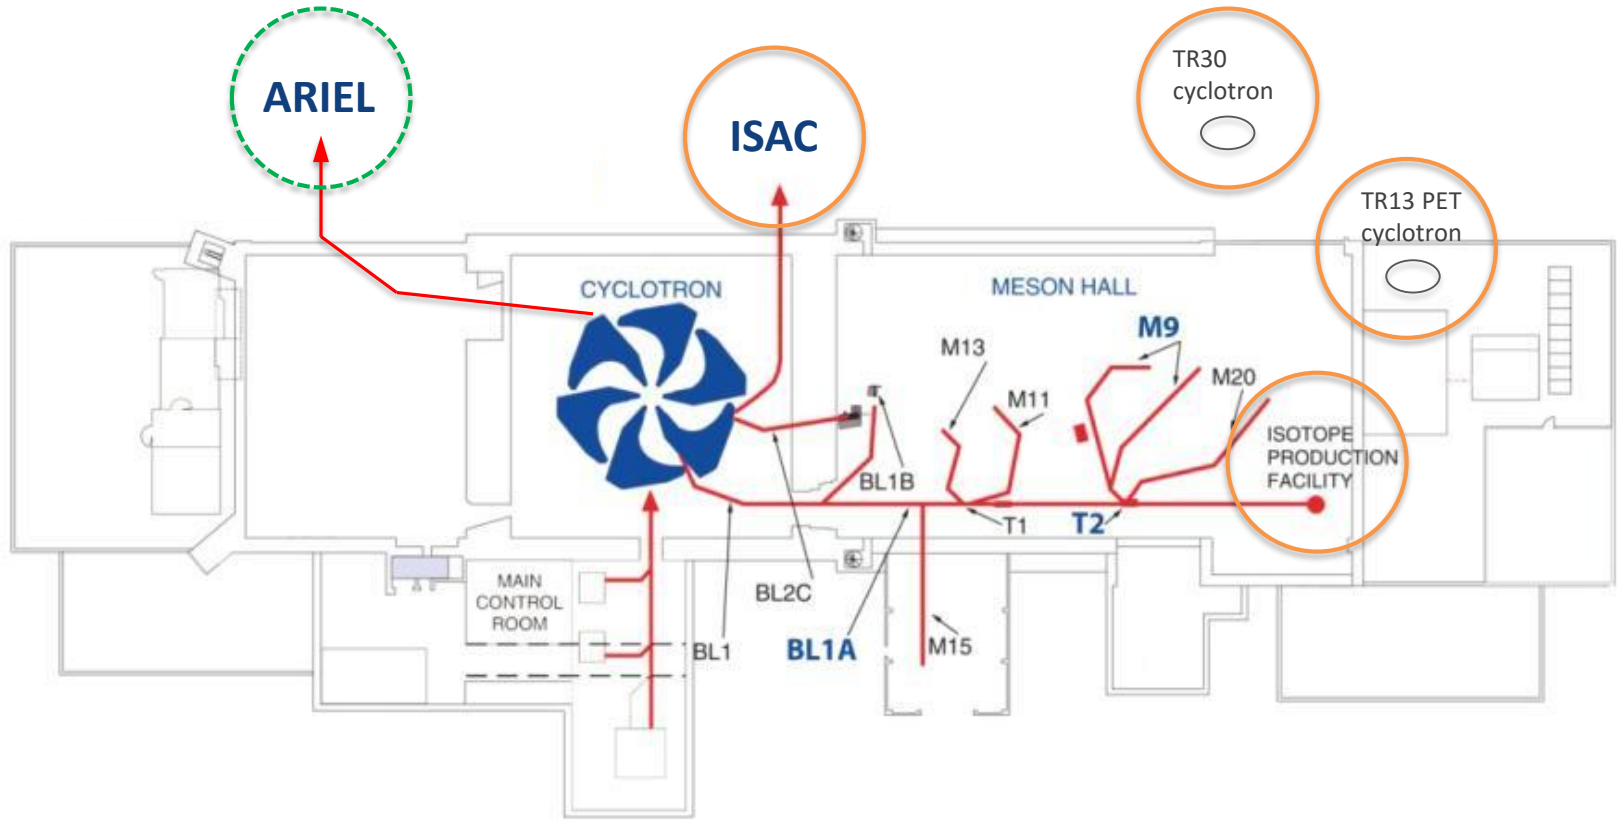 ARIEL
ISAC
TR30
cyclotron
TR13 PET
cyclotron
CYCLOTRON
MESON HALL
M9
M13
M20
M11
ISOTOPE
PRODUCTION
FACILITY
BL1B
T1
T2
MAIN
CONTROL
ROOM
BL2C
BL1
BL1A
M15